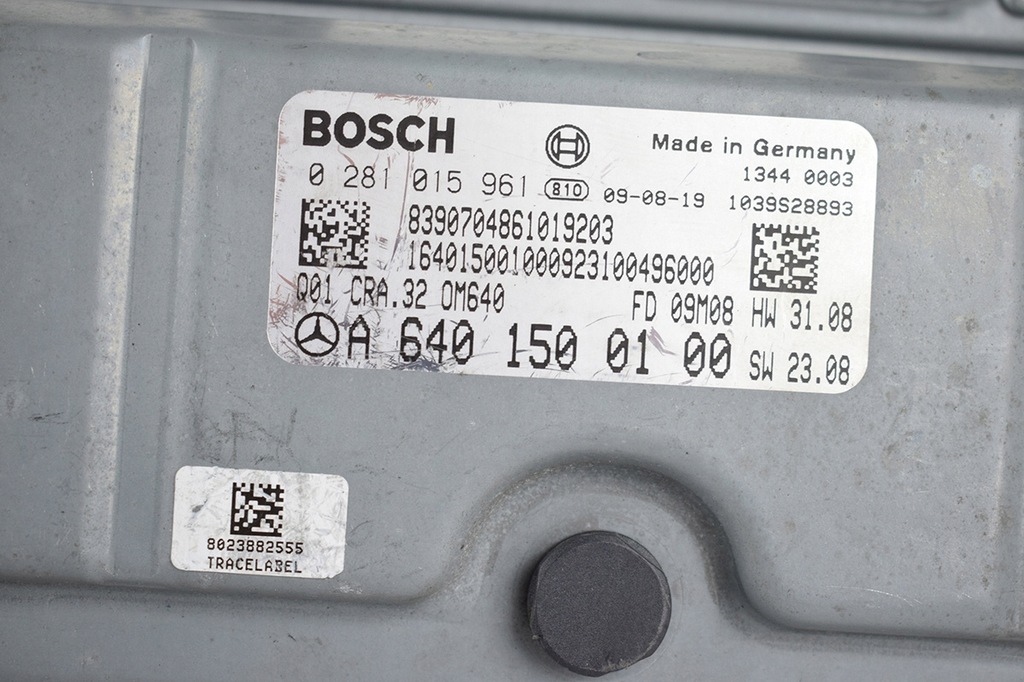 BOSCH
Made in Germany
0 281 015 961 810 09-08-19
1344 0003
1039S28893
8390704861019203
164015001000923100496000
Q01 CRA.32 OM640
FD 09M08 HW 31.08
A 640 150 01 00
SW 23.08
8023882555
TRACELABEL